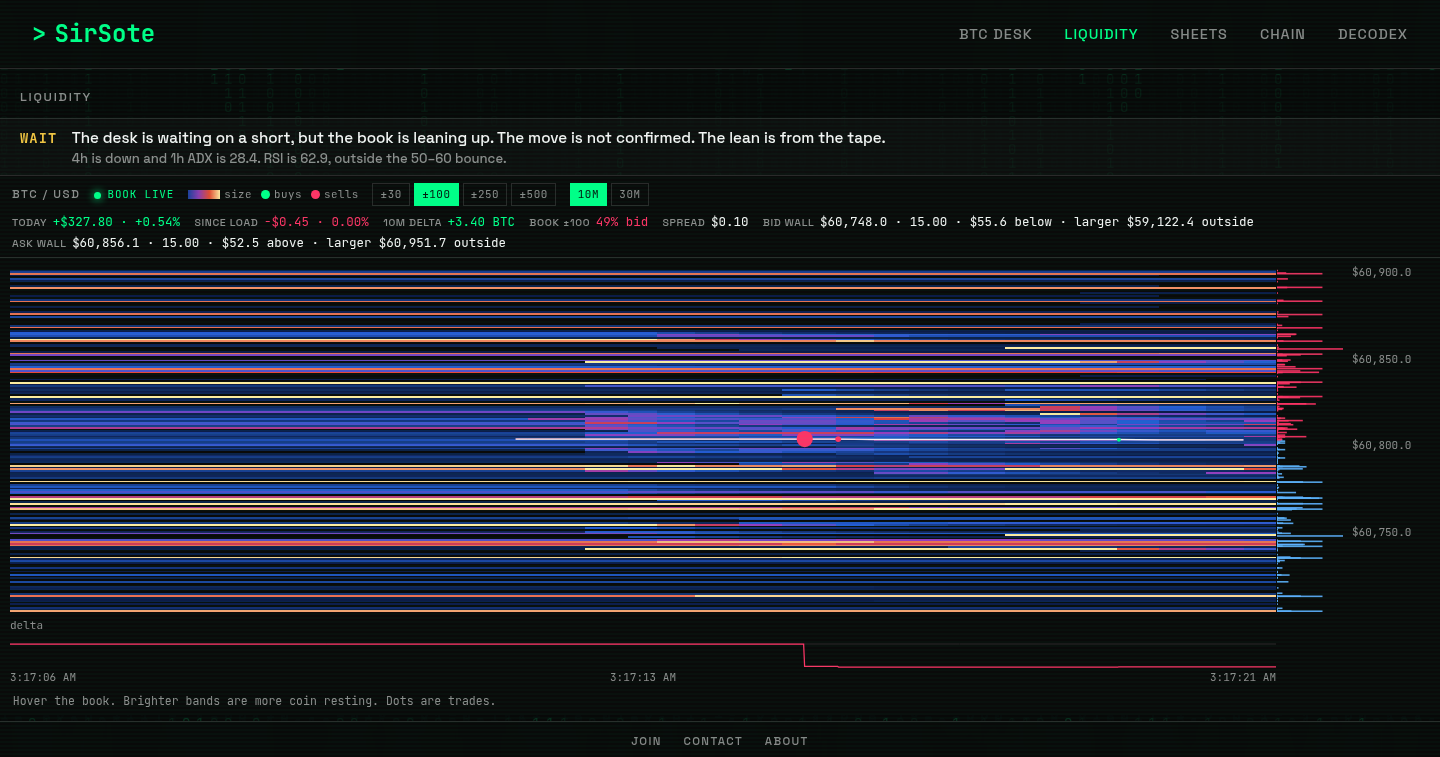 > SirSote
BTC DESK LIQUIDITY SHEETS CHAIN DECODEX
LIQUIDITY
WAIT The desk is waiting on a short, but the book is leaning up. The move is not confirmed. The lean is from the tape.
4h is down and 1h ADX is 28.4. RSI is 62.9, outside the 50–60 bounce.
BTC / USD BOOK LIVE size buys sells ±30 ±100 ±250 ±500 10M 30M
TODAY +$327.80 · +0.54% SINCE LOAD -$0.45 · 0.00% 10M DELTA +3.40 BTC BOOK ±100 49% bid SPREAD $0.10 BID WALL $60,748.0 · 15.00 · $55.6 below · larger $59,122.4 outside
ASK WALL $60,856.1 · 15.00 · $52.5 above · larger $60,951.7 outside
$60,900.0
$60,850.0
$60,800.0
$60,750.0
delta
3:17:06 AM 3:17:13 AM 3:17:21 AM
Hover the book. Brighter bands are more coin resting. Dots are trades.
JOIN CONTACT ABOUT